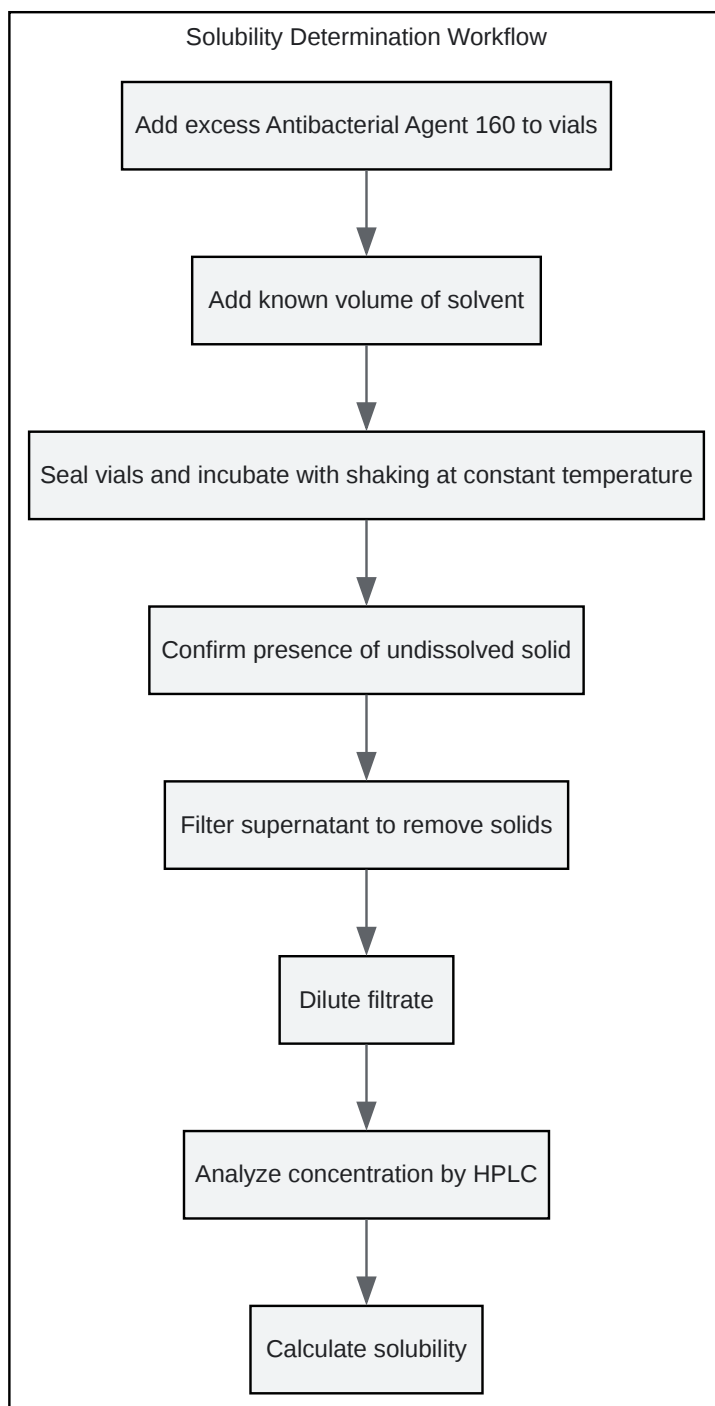 Solubility Determination Workflow
Add excess Antibacterial Agent 160 to vials
Add known volume of solvent
Seal vials and incubate with shaking at constant temperature
Confirm presence of undissolved solid
Filter supernatant to remove solids
Dilute filtrate
Analyze concentration by HPLC
Calculate solubility